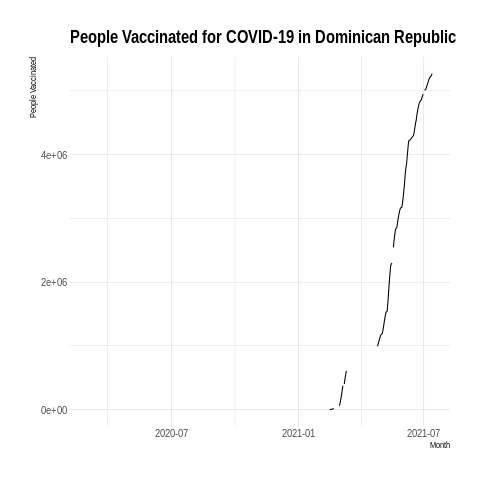 People Vaccinated for COVID-19 in Dominican Republic
People Vaccinated
4e+06
2e+06
0e+00
2020-07 2021-01 2021-07
Month